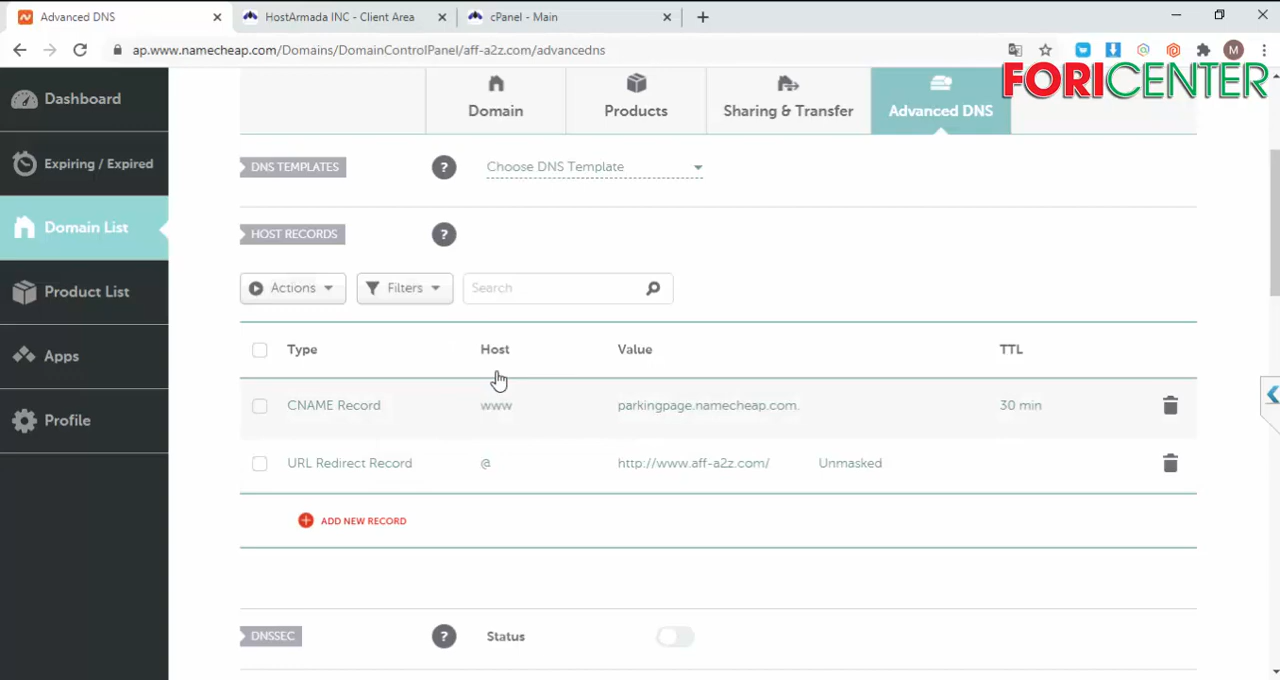 Advanced DNS
HostArmada INC - Client Area
cPanel - Main
ap.www.namecheap.com/Domains/DomainControlPanel/aff-a2z.com/advancedns
M
FORICENTER
Dashboard
Expiring / Expired
Domain List
Product List
Apps
Profile
Domain
Products
Sharing & Transfer
Advanced DNS
DNS TEMPLATES
?
Choose DNS Template
HOST RECORDS
?
Actions
Filters
Search
Type Host Value TTL
CNAME Record www parkingpage.namecheap.com. 30 min
URL Redirect Record @ http://www.aff-a2z.com/ Unmasked
ADD NEW RECORD
DNSSEC
?
Status